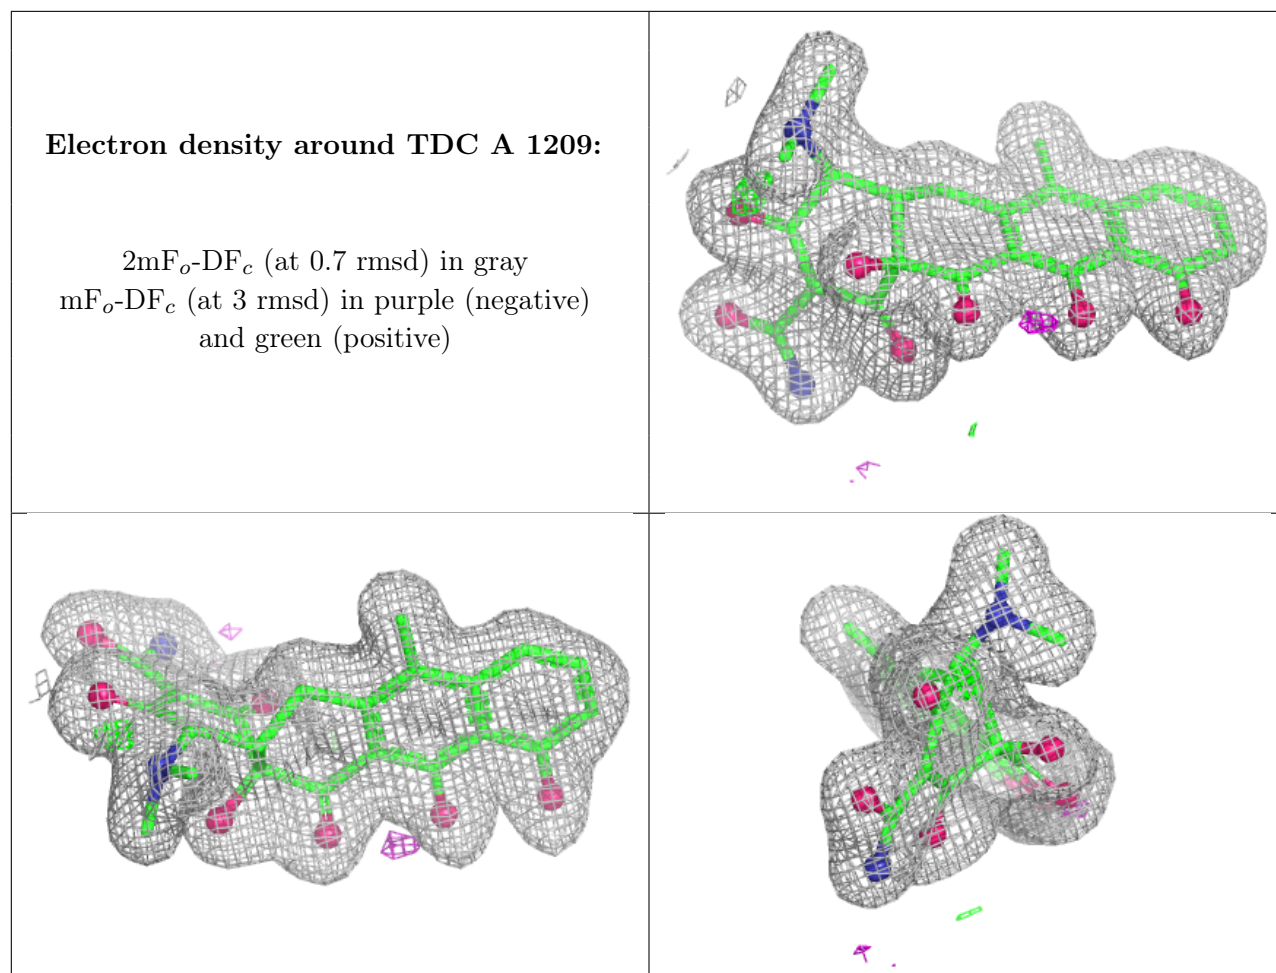 Electron density around TDC A 1209:
2mFo-DFc (at 0.7 rmsd) in gray
mFo-DFc (at 3 rmsd) in purple (negative)
and green (positive)